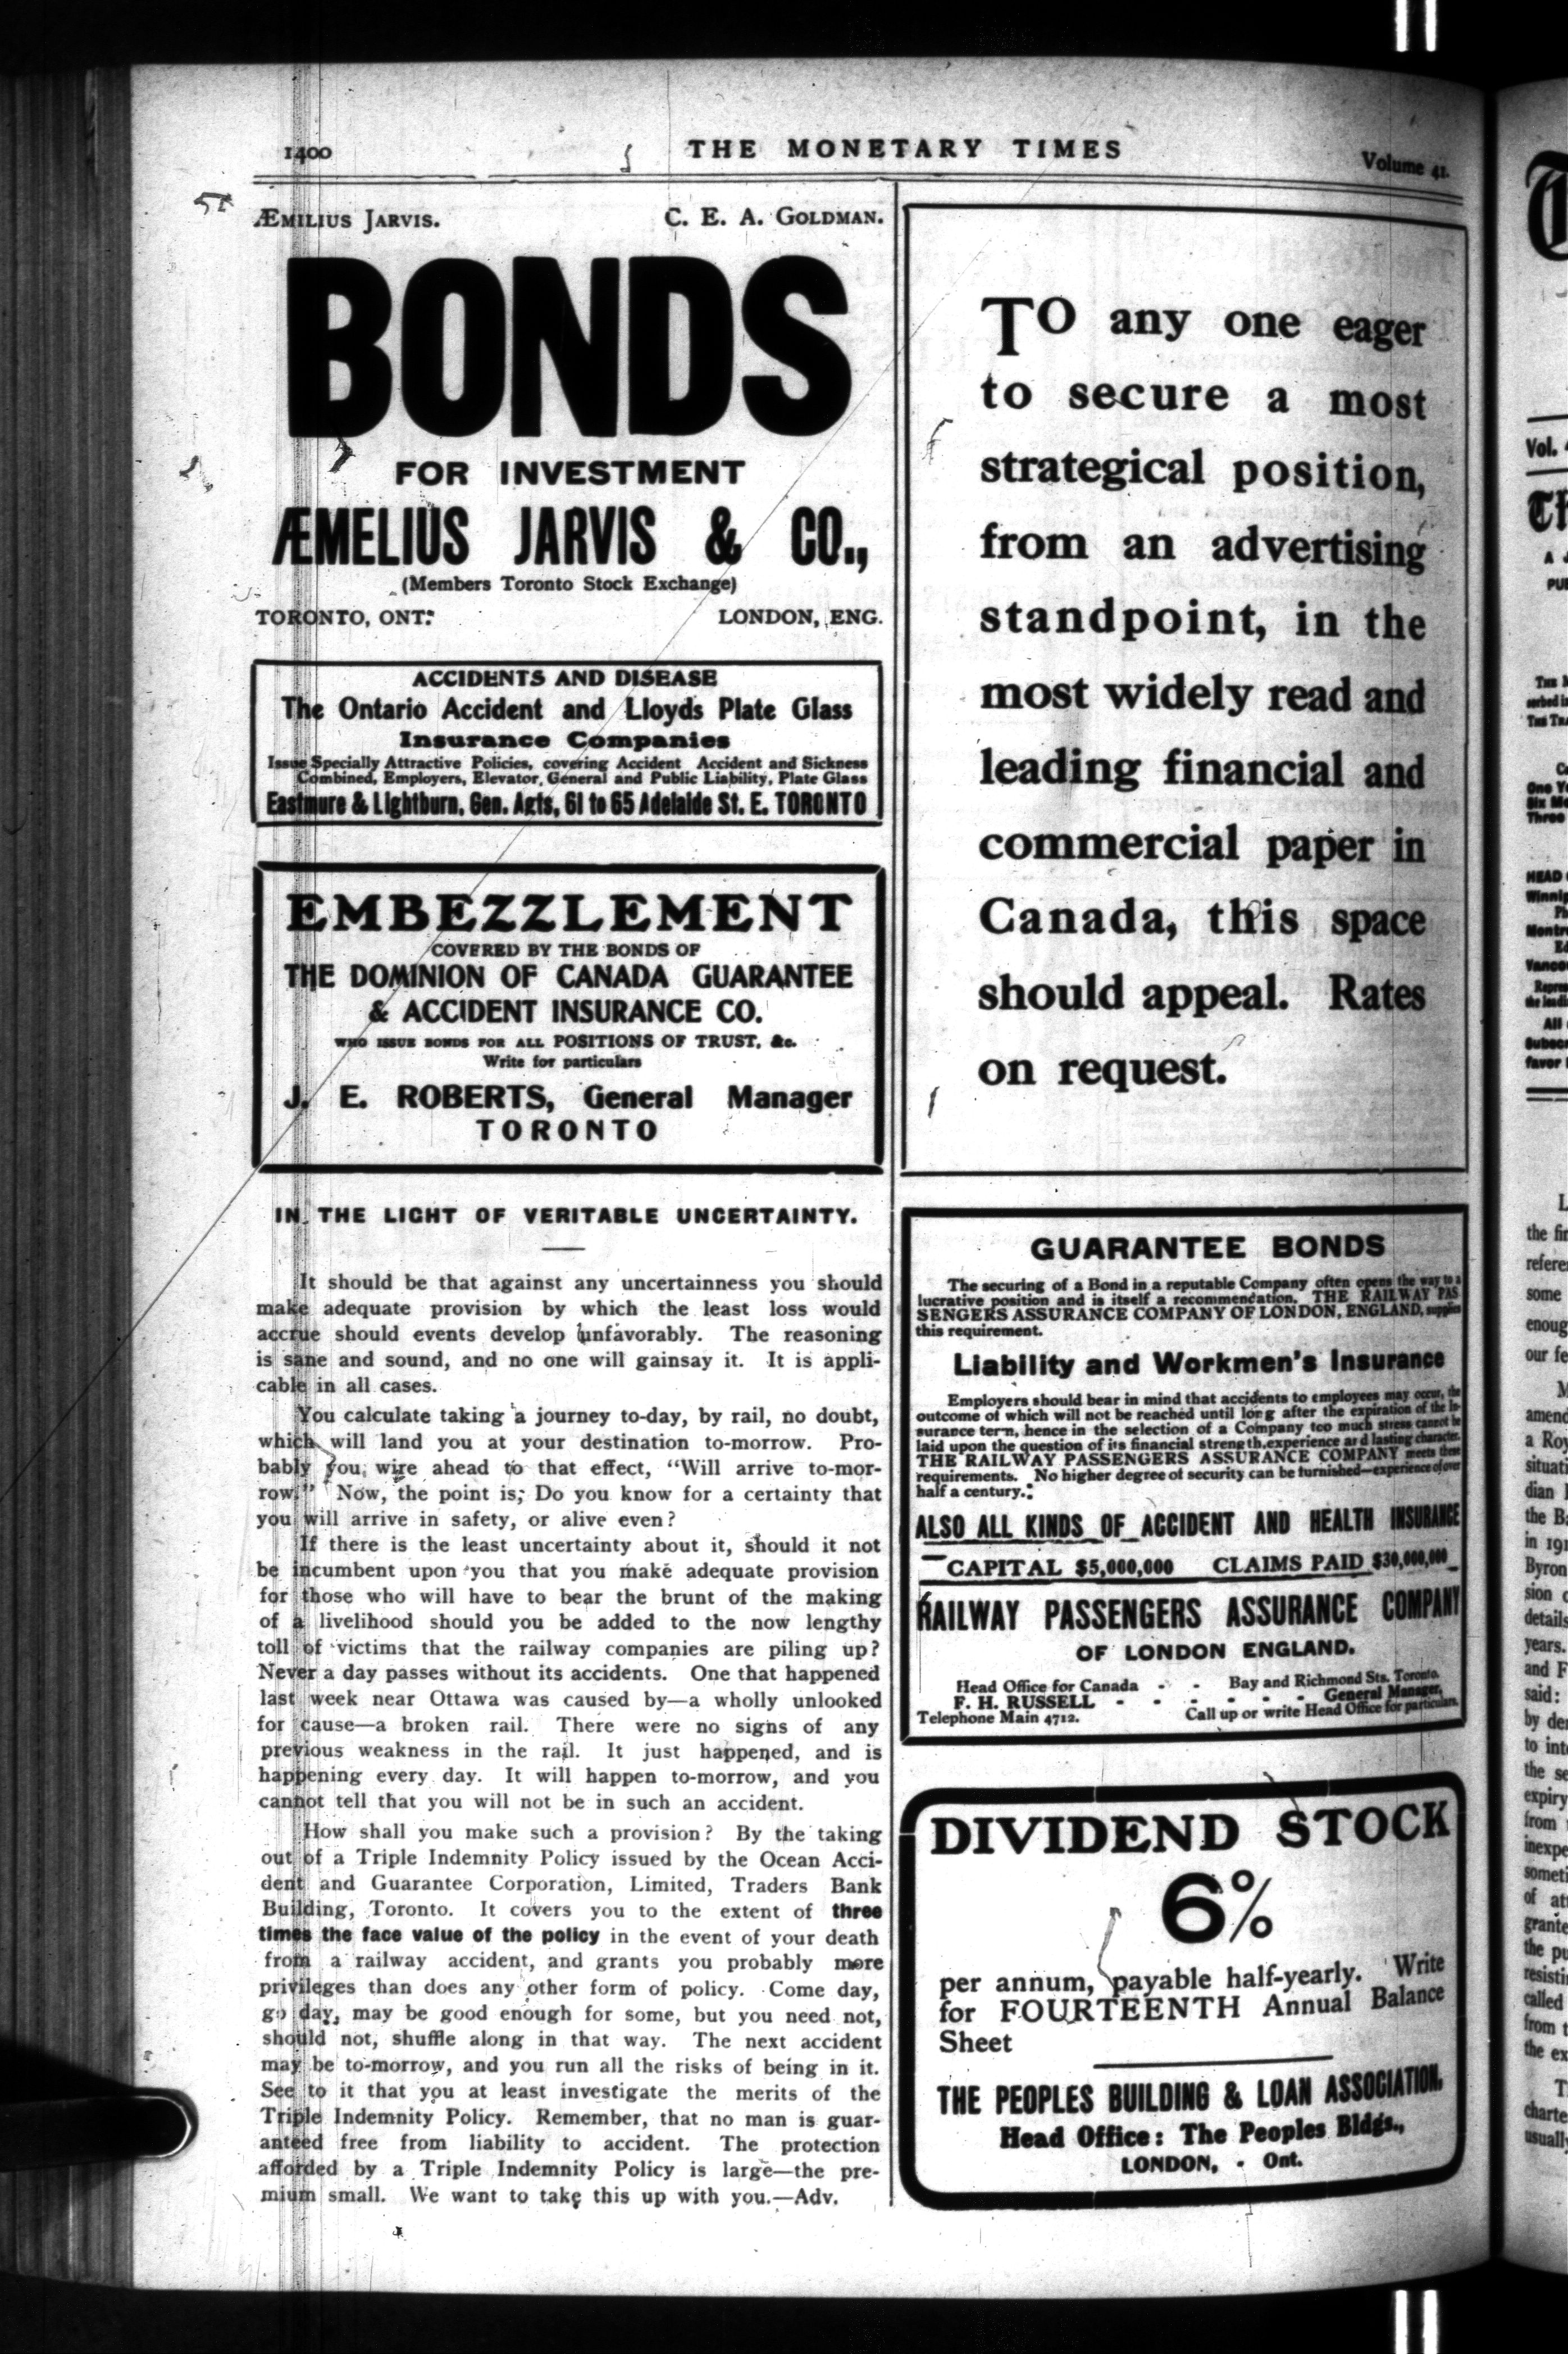 1400
THE MONETARY TIMES
Volume 41.
ÆMILIUS JARVIS. C. E. A. GOLDMAN.
BONDS
FOR INVESTMENT
ÆMELIUS JARVIS & CO.,
(Members Toronto Stock Exchange)
TORONTO, ONT. LONDON, ENG.
ACCIDENTS AND DISEASE
The Ontario Accident and Lloyds Plate Glass
Insurance Companies
Issue Specially Attractive Policies, covering Accident Accident and Sickness
Combined, Employers, Elevator, General and Public Liability, Plate Glass
Eastmure & Lightburn, Gen. Agts, 61 to 65 Adelaide St. E. TORONTO
EMBEZZLEMENT
COVERED BY THE BONDS OF
THE DOMINION OF CANADA GUARANTEE
& ACCIDENT INSURANCE CO.
WHO ISSUE BONDS FOR ALL POSITIONS OF TRUST, &c.
Write for particulars
J. E. ROBERTS, General Manager
TORONTO
IN THE LIGHT OF VERITABLE UNCERTAINTY.
It should be that against any uncertainness you should
make adequate provision by which the least loss would
accrue should events develop unfavorably. The reasoning
is sane and sound, and no one will gainsay it. It is appli-
cable in all cases.
You calculate taking a journey to-day, by rail, no doubt,
which will land you at your destination to-morrow. Pro-
bably you wire ahead to that effect, "Will arrive to-mor-
row." Now, the point is; Do you know for a certainty that
you will arrive in safety, or alive even?
If there is the least uncertainty about it, should it not
be incumbent upon you that you make adequate provision
for those who will have to bear the brunt of the making
of a livelihood should you be added to the now lengthy
toll of victims that the railway companies are piling up?
Never a day passes without its accidents. One that happened
last week near Ottawa was caused by—a wholly unlooked
for cause—a broken rail. There were no signs of any
previous weakness in the rail. It just happened, and is
happening every day. It will happen to-morrow, and you
cannot tell that you will not be in such an accident.
How shall you make such a provision? By the taking
out of a Triple Indemnity Policy issued by the Ocean Acci-
dent and Guarantee Corporation, Limited, Traders Bank
Building, Toronto. It covers you to the extent of three
times the face value of the policy in the event of your death
from a railway accident, and grants you probably more
privileges than does any other form of policy. Come day,
go day, may be good enough for some, but you need not,
should not, shuffle along in that way. The next accident
may be to-morrow, and you run all the risks of being in it.
See to it that you at least investigate the merits of the
Triple Indemnity Policy. Remember, that no man is guar-
anteed free from liability to accident. The protection
afforded by a Triple Indemnity Policy is large—the pre-
mium small. We want to take this up with you.—Adv.
TO any one eager
to secure a most
strategical position,
from an advertising
standpoint, in the
most widely read and
leading financial and
commercial paper in
Canada, this space
should appeal. Rates
on request.
GUARANTEE BONDS
The securing of a Bond in a reputable Company often opens the way to a
lucrative position and is itself a recommendation. THE RAILWAY PAS
SENGERS ASSURANCE COMPANY OF LONDON, ENGLAND, supplies
this requirement.
Liability and Workmen's Insurance
Employers should bear in mind that accidents to employees may occur, the
outcome of which will not be reached until long after the expiration of the in-
surance term, hence in the selection of a Company too much stress cannot be
laid upon the question of its financial strength, experience and lasting character.
THE RAILWAY PASSENGERS ASSURANCE COMPANY meets these
requirements. No higher degree of security can be furnished—experience of over
half a century.
ALSO ALL KINDS OF ACCIDENT AND HEALTH INSURANCE
CAPITAL $5,000,000 CLAIMS PAID $30,000,000
RAILWAY PASSENGERS ASSURANCE COMPANY
OF LONDON ENGLAND.
Head Office for Canada - - Bay and Richmond Sts. Toronto.
F. H. RUSSELL - - - - - - General Manager,
Telephone Main 4712. Call up or write Head Office for particulars.
DIVIDEND STOCK
6%
per annum, payable half-yearly. Write
for FOURTEENTH Annual Balance
Sheet
THE PEOPLES BUILDING & LOAN ASSOCIATION,
Head Office: The Peoples Bldgs.,
LONDON, - Ont.